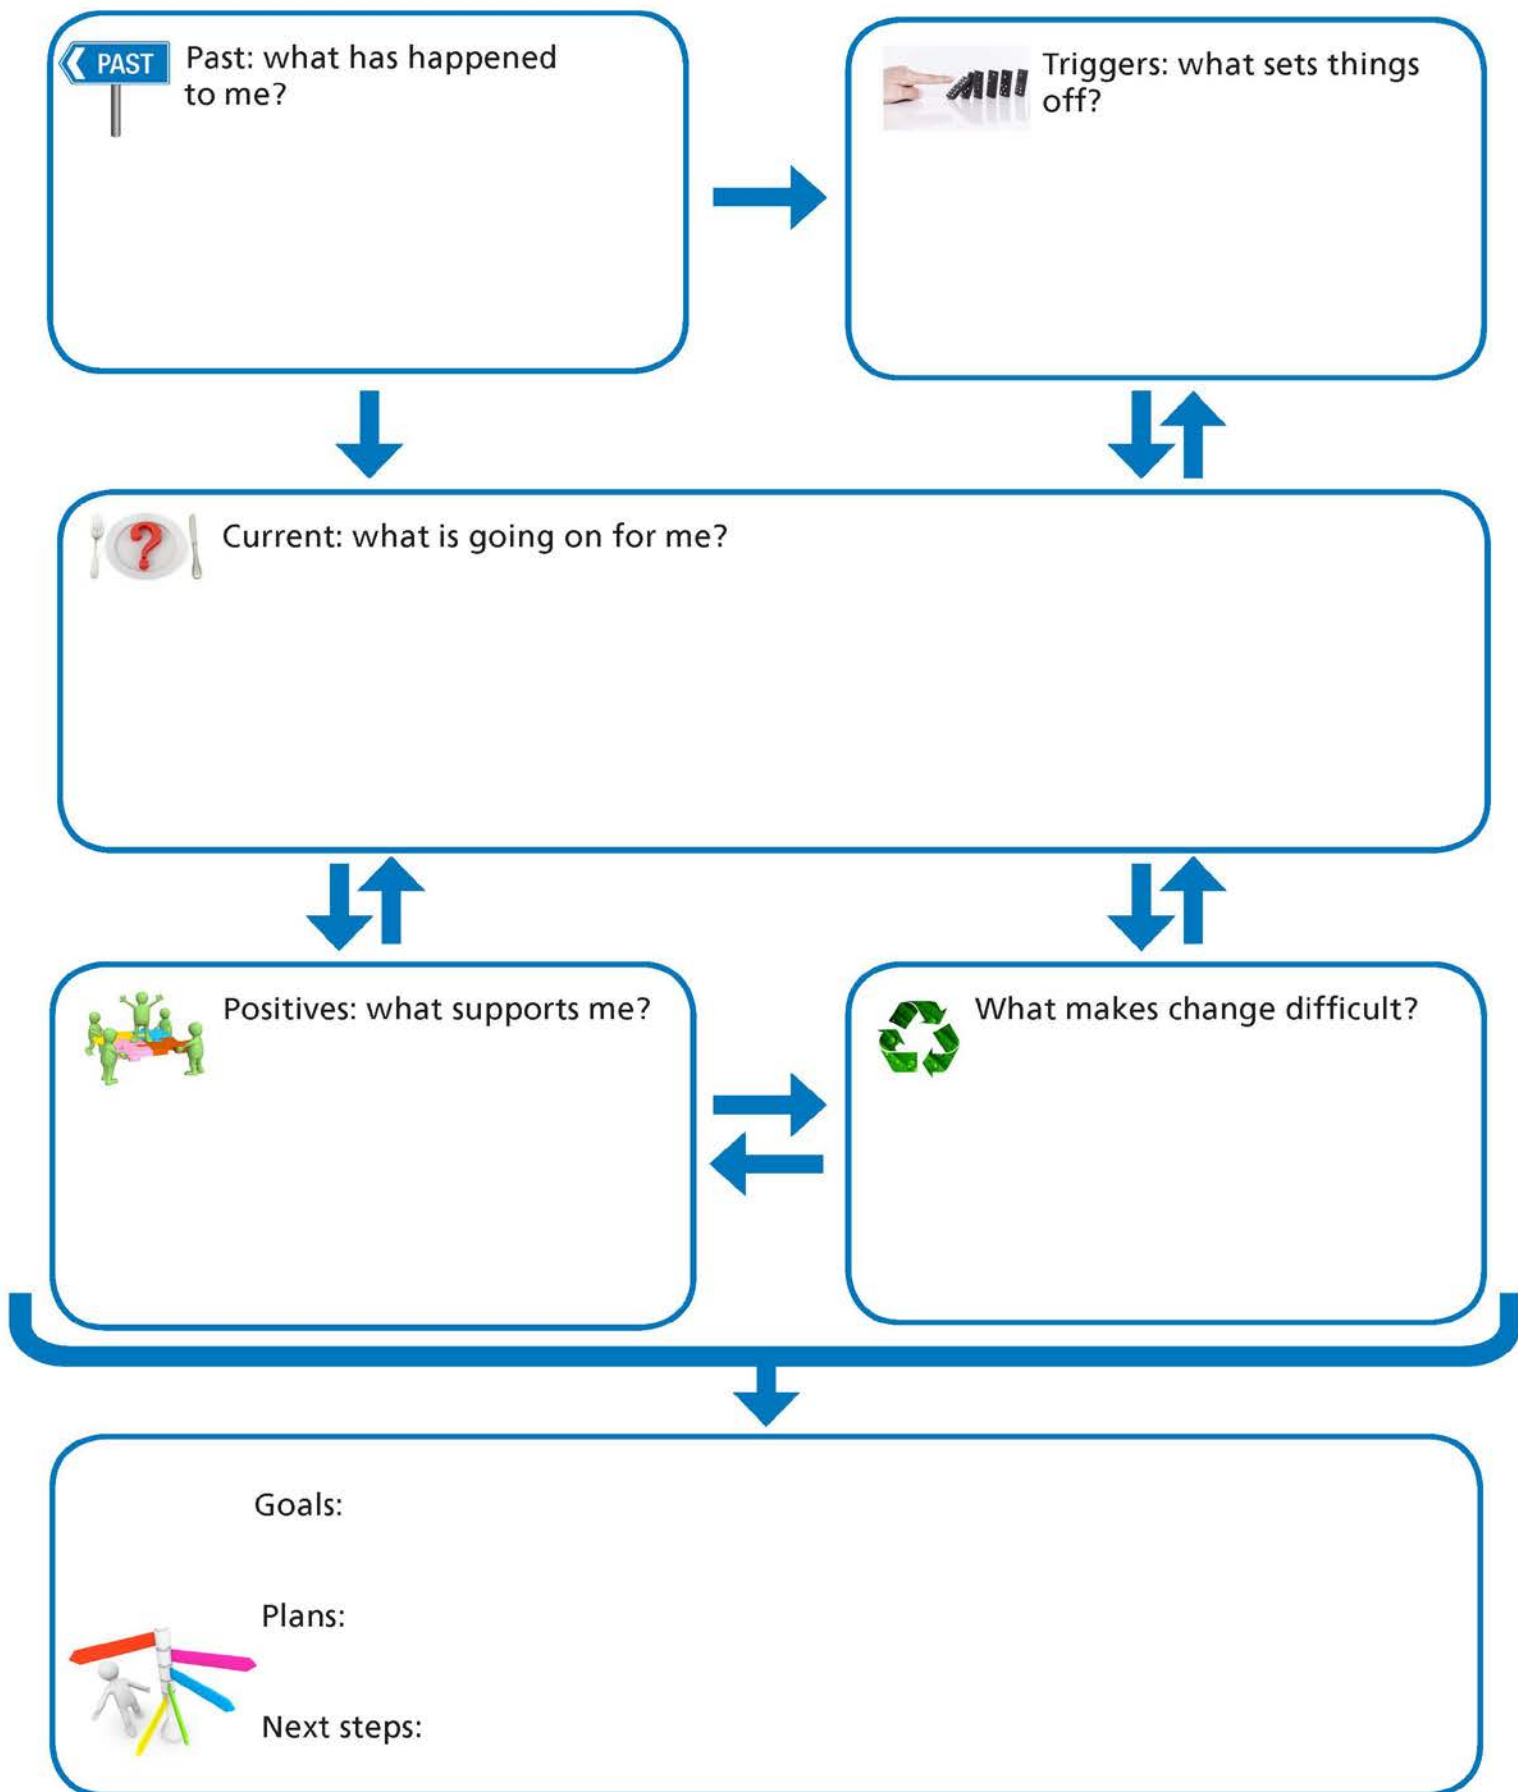 PAST
Past: what has happened
to me?
Triggers: what sets things
off?
Current: what is going on for me?
Positives: what supports me?
What makes change difficult?
Goals:
Plans:
Next steps: